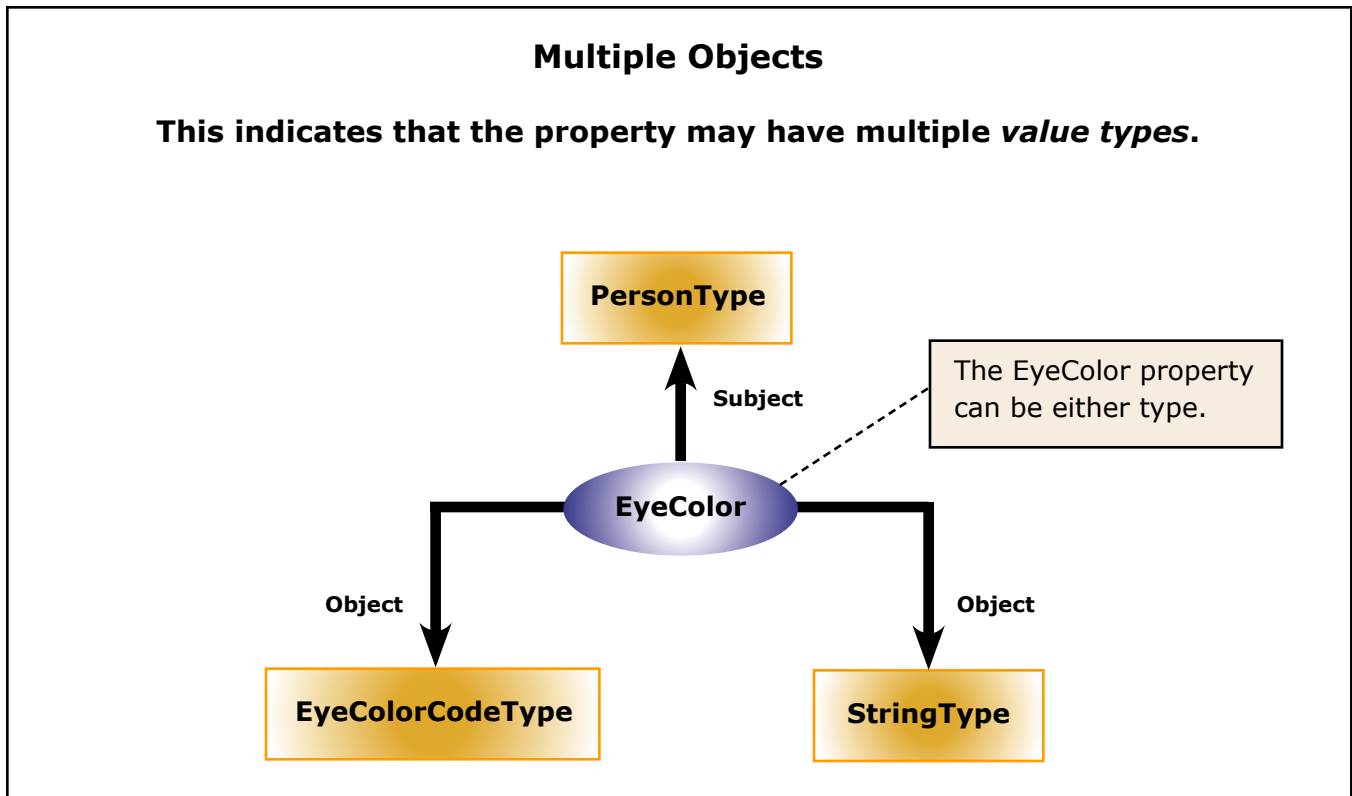 Multiple Objects
This indicates that the property may have multiple value types.
PersonType
Subject
The EyeColor property
can be either type.
EyeColor
Object
Object
EyeColorCodeType
StringType